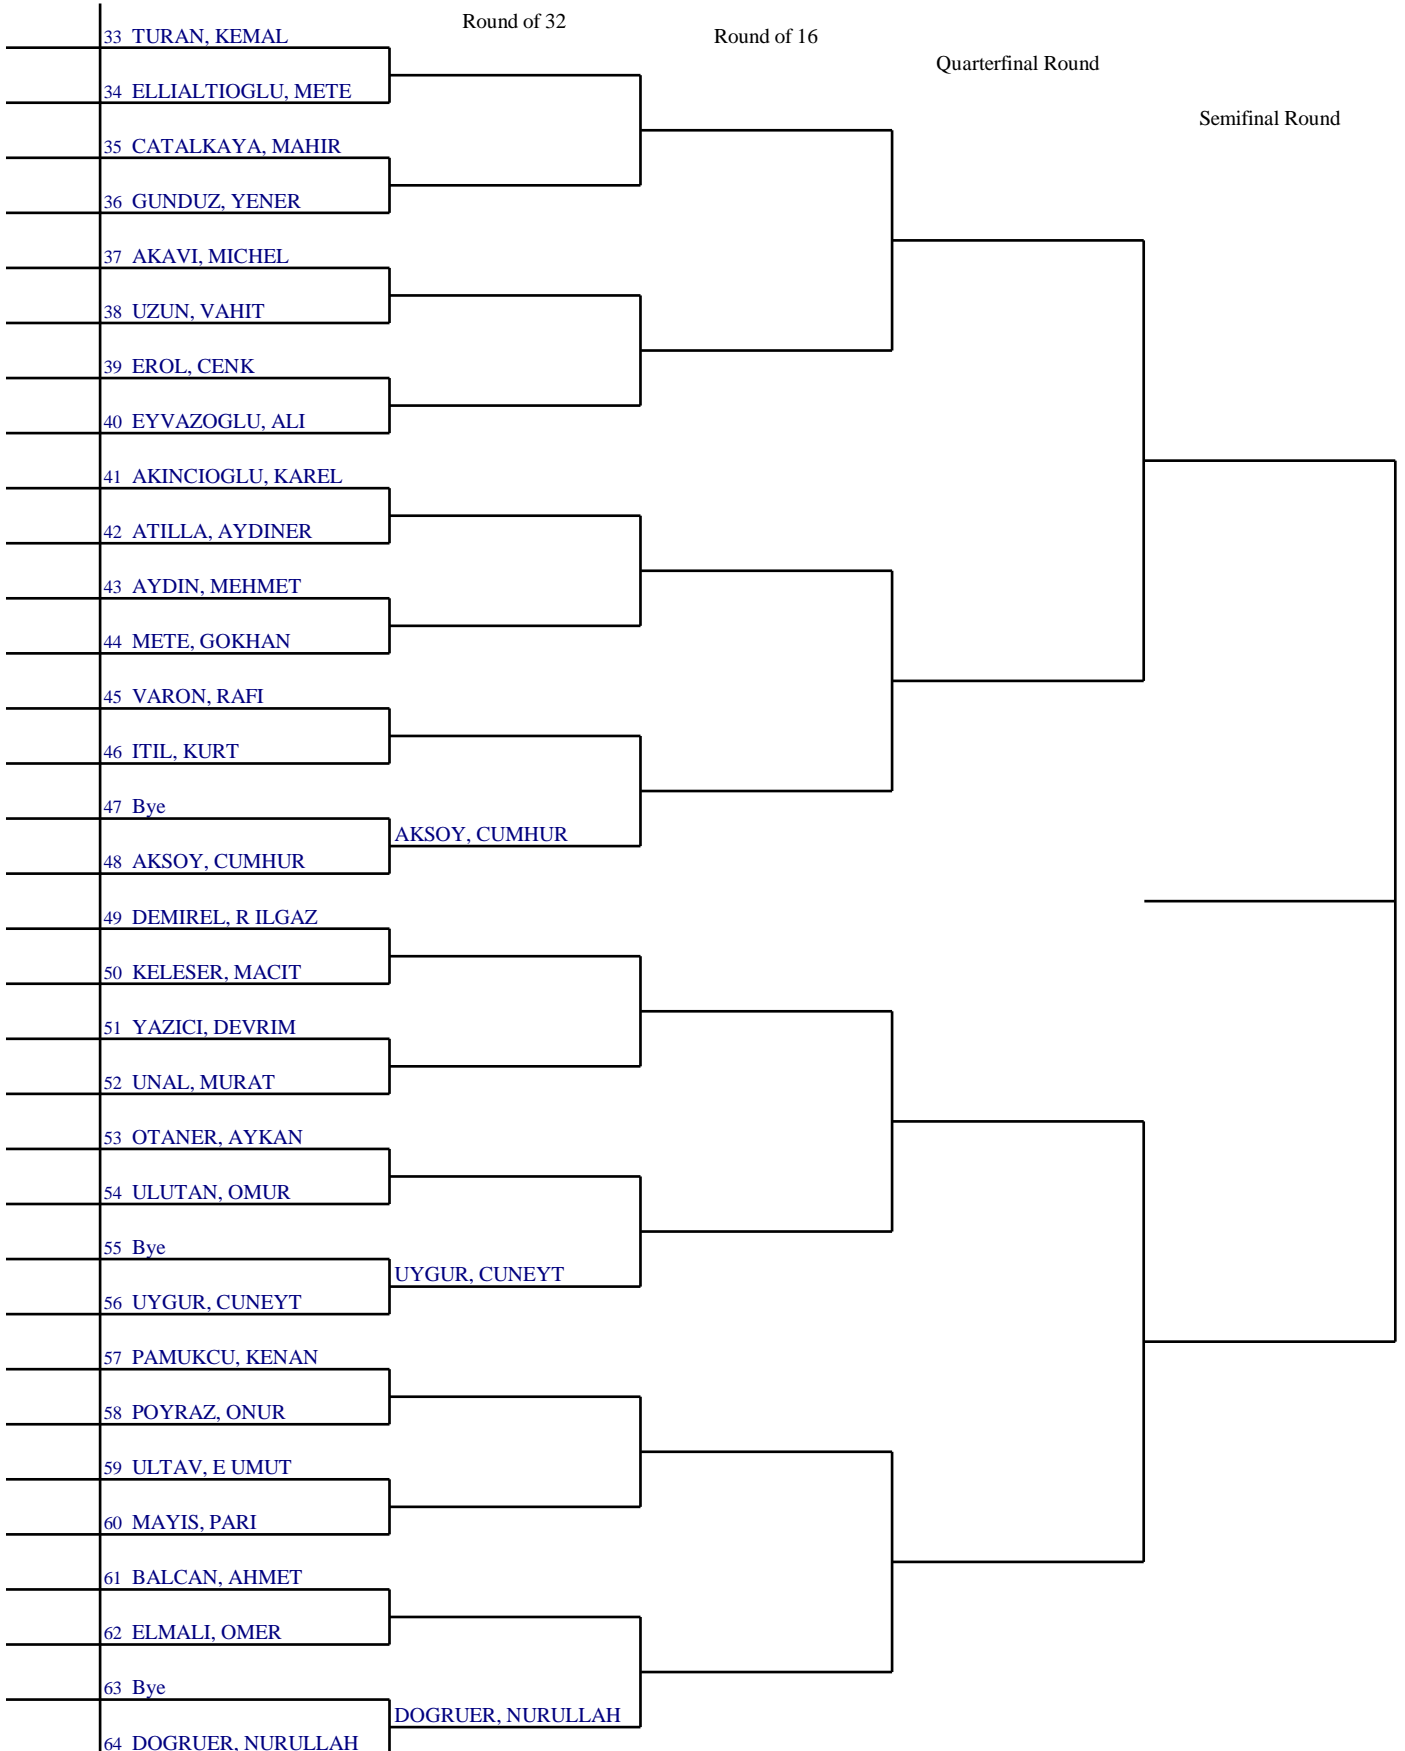 Round of 32
Round of 16
Quarterfinal Round
Semifinal Round
33 TURAN, KEMAL
34 ELLIALTIOGLU, METE
35 CATALKAYA, MAHIR
36 GUNDUZ, YENER
37 AKAVI, MICHEL
38 UZUN, VAHIT
39 EROL, CENK
40 EYVAZOGLU, ALI
41 AKINCIOGLU, KAREL
42 ATILLA, AYDINER
43 AYDIN, MEHMET
44 METE, GOKHAN
45 VARON, RAFI
46 ITIL, KURT
47 Bye
AKSOY, CUMHUR
48 AKSOY, CUMHUR
49 DEMIREL, R ILGAZ
50 KELESER, MACIT
51 YAZICI, DEVRIM
52 UNAL, MURAT
53 OTANER, AYKAN
54 ULUTAN, OMUR
55 Bye
UYGUR, CUNEYT
56 UYGUR, CUNEYT
57 PAMUKCU, KENAN
58 POYRAZ, ONUR
59 ULTAV, E UMUT
60 MAYIS, PARI
61 BALCAN, AHMET
62 ELMALI, OMER
63 Bye
DOGRUER, NURULLAH
64 DOGRUER, NURULLAH